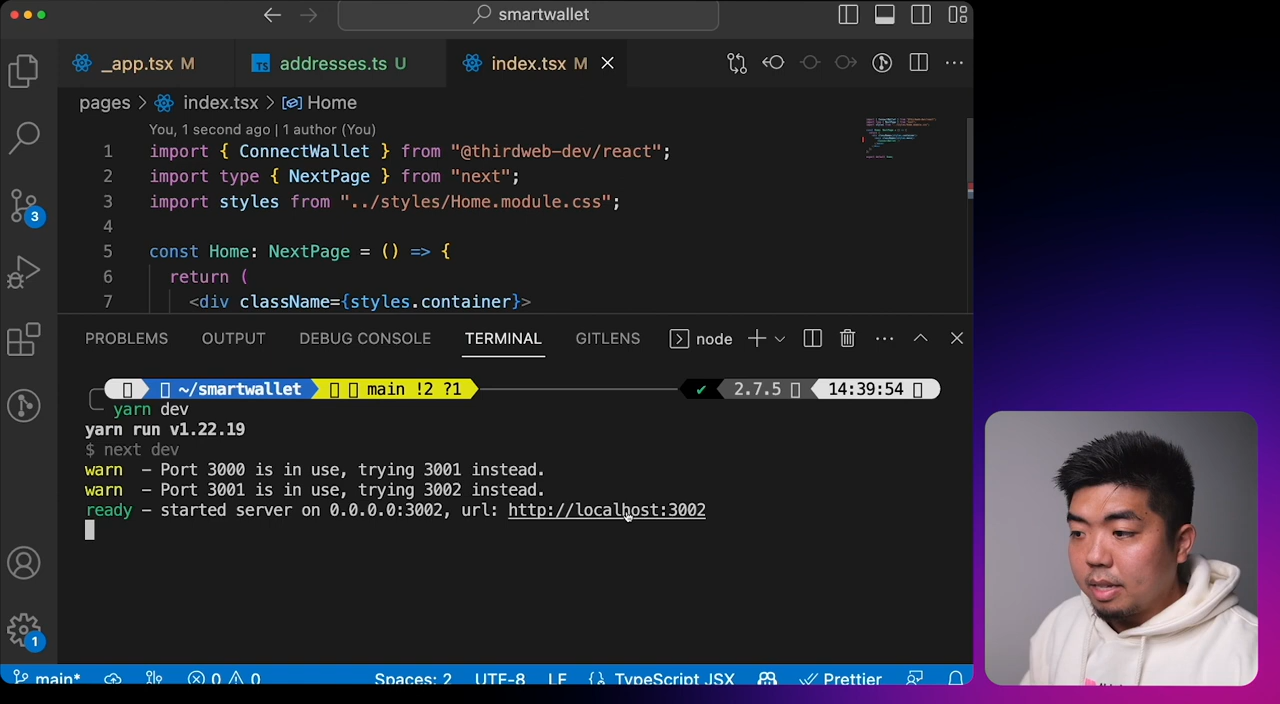 smartwallet
_app.tsx M
addresses.ts U
index.tsx M
pages > index.tsx > Home
You, 1 second ago | 1 author (You)
1 import { ConnectWallet } from "@thirdweb-dev/react";
2 import type { NextPage } from "next";
3 import styles from "../styles/Home.module.css";
4
5 const Home: NextPage = () => {
6 return (
7 <div className={styles.container}>
3
PROBLEMS OUTPUT DEBUG CONSOLE TERMINAL GITLENS node
~/smartwallet main !2 ?1 ✔ 2.7.5 14:39:54
yarn dev
yarn run v1.22.19
$ next dev
warn - Port 3000 is in use, trying 3001 instead.
warn - Port 3001 is in use, trying 3002 instead.
ready - started server on 0.0.0.0:3002, url: http://localhost:3002
1
main* 0 0 Spaces: 2 UTF-8 LF {} TypeScript JSX Prettier